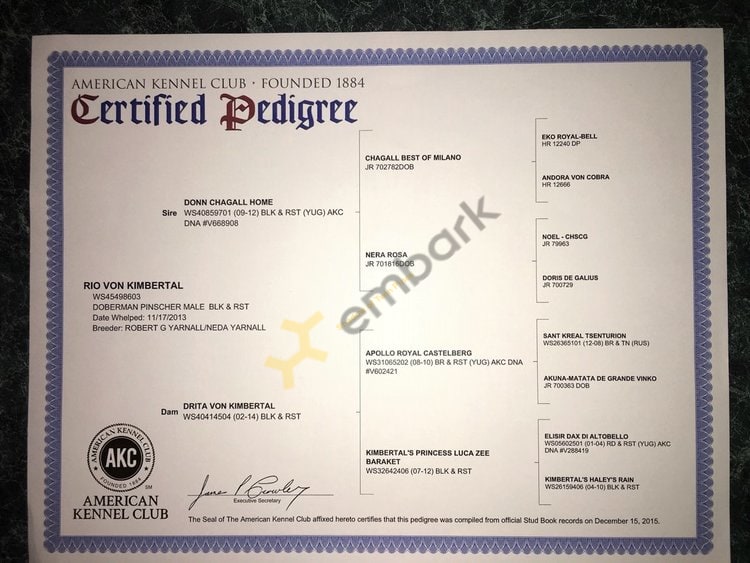 AMERICAN KENNEL CLUB · FOUNDED 1884
Certified Pedigree
EKO ROYAL-BELL
HR 12240 DP
CHAGALL BEST OF MILANO
JR 702782DOB
ANDORA VON COBRA
HR 12666
DONN CHAGALL HOME
Sire WS40859701 (09-12) BLK & RST (YUG) AKC
DNA #V668908
NOEL - CHSCG
JR 79963
NERA ROSA
JR 701816DOB
DORIS DE GALIUS
JR 700729
RIO VON KIMBERTAL
WS45498603
DOBERMAN PINSCHER MALE BLK & RST
Date Whelped: 11/17/2013
Breeder: ROBERT G YARNALL/NEDA YARNALL
embark
SANT KREAL TSENTURION
WS26365101 (12-08) BR & TN (RUS)
APOLLO ROYAL CASTELBERG
WS31065202 (08-10) BR & RST (YUG) AKC DNA
#V602421
AKUNA-MATATA DE GRANDE VINKO
JR 700363 DOB
Dam DRITA VON KIMBERTAL
WS40414504 (02-14) BLK & RST
ELISIR DAX DI ALTOBELLO
WS05602501 (01-04) RD & RST (YUG) AKC
DNA #V288419
KIMBERTAL'S PRINCESS LUCA ZEE
BARAKET
WS32642406 (07-12) BLK & RST
KIMBERTAL'S HALEY'S RAIN
WS26159406 (04-10) BLK & RST
AMERICAN KENNEL CLUB
AKC
FOUNDED 1884
SM
AMERICAN
KENNEL CLUB
James P Crowley
Executive Secretary
The Seal of The American Kennel Club affixed hereto certifies that this pedigree was compiled from official Stud Book records on December 15, 2015.